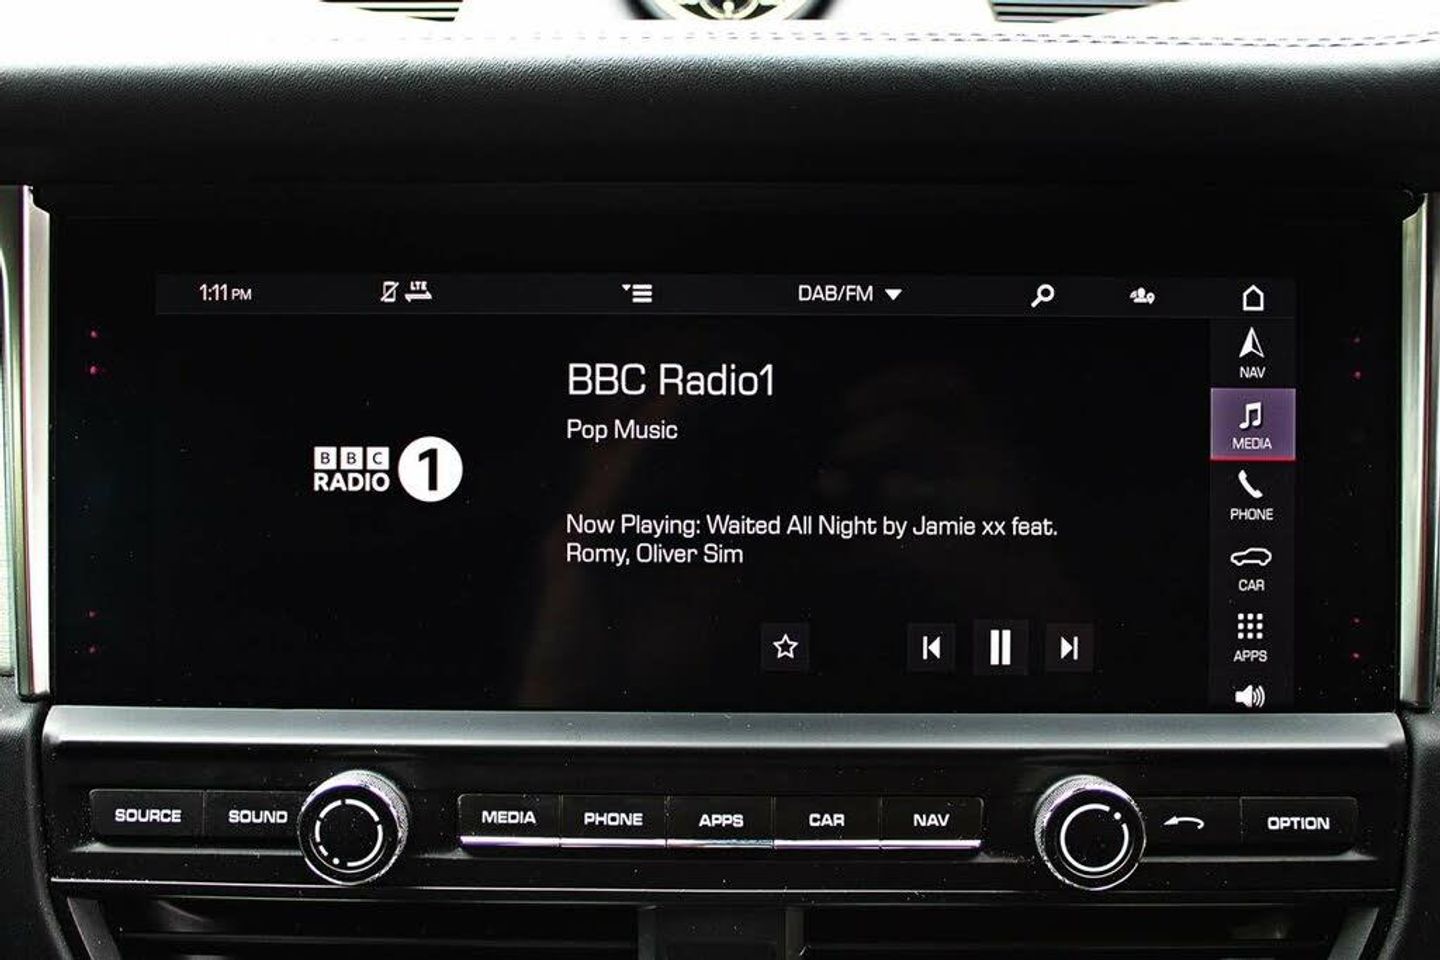 1:11 PM
LTE
DAB/FM
BBC Radio1
NAV
Pop Music
MEDIA
BBC
RADIO 1
PHONE
Now Playing: Waited All Night by Jamie xx feat.
Romy, Oliver Sim
CAR
APPS
SOURCE SOUND MEDIA PHONE APPS CAR NAV OPTION